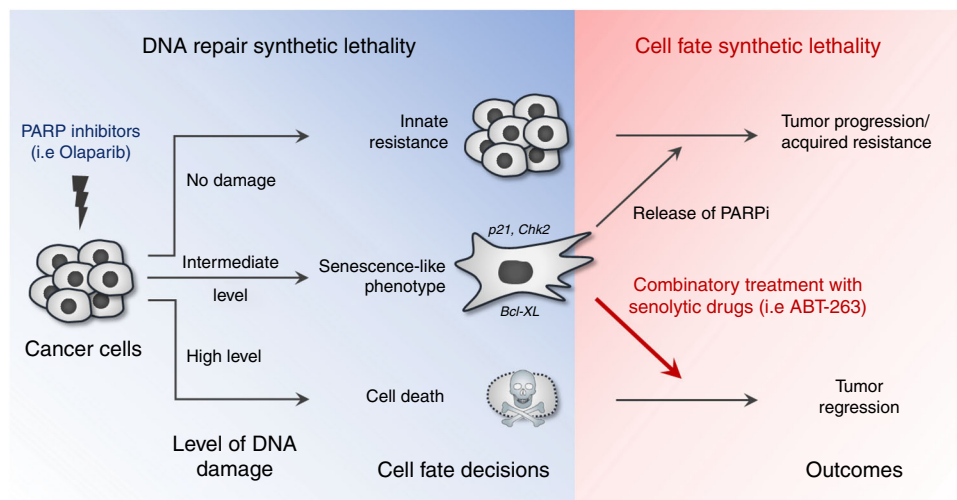 DNA repair synthetic lethality
Cell fate synthetic lethality
PARP inhibitors
(i.e Olaparib)
No damage
Intermediate
level
High level
Cancer cells
Level of DNA
damage
Innate
resistance
Senescence-like
phenotype
p21, Chk2
Bcl-XL
Cell death
Cell fate decisions
Tumor progression/
acquired resistance
Release of PARPi
Combinatory treatment with
senolytic drugs (i.e ABT-263)
Tumor
regression
Outcomes